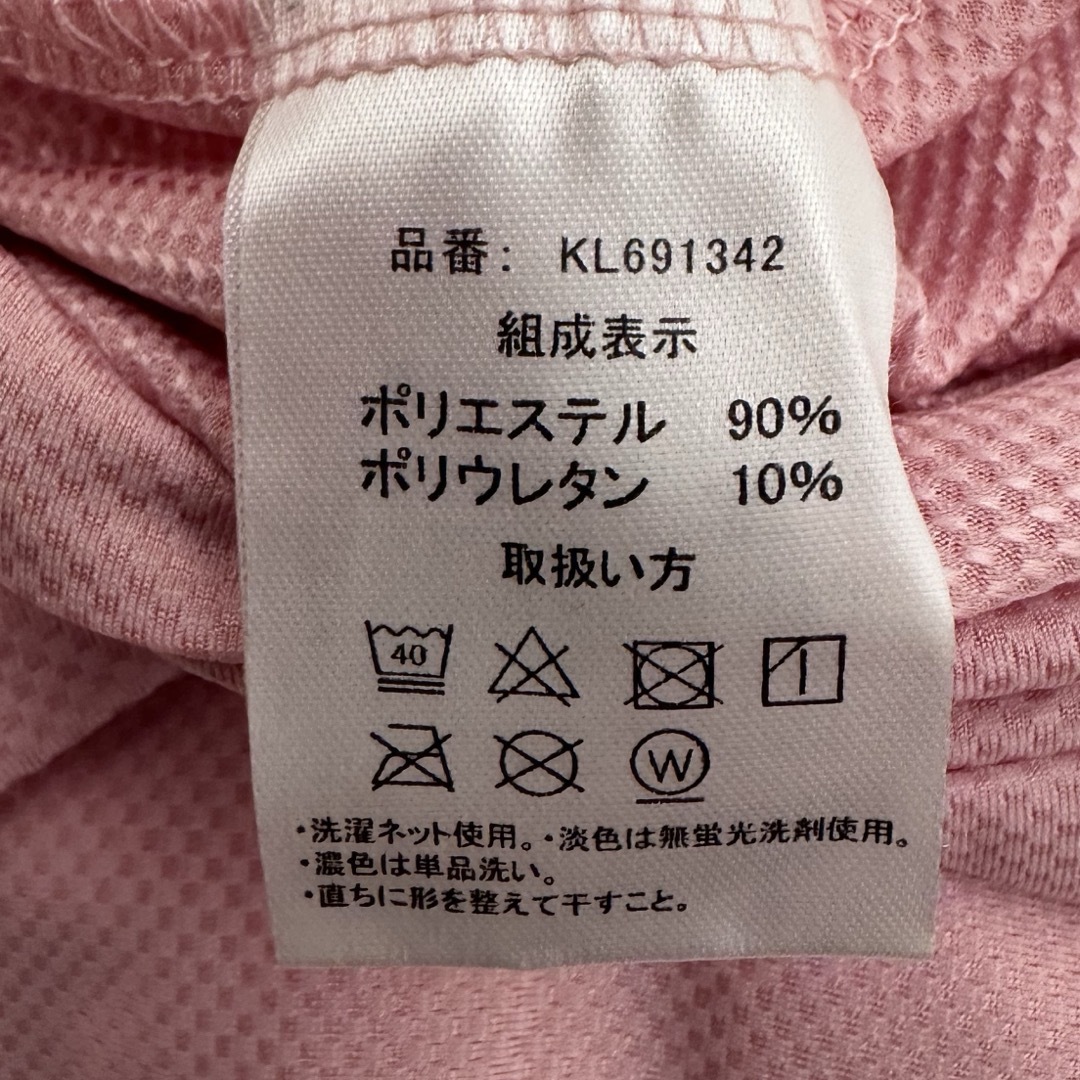 品番: KL691342
組成表示
ポリエステル 90%
ポリウレタン 10%
取扱い方
40
W
・洗濯ネット使用。・淡色は無蛍光洗剤使用。
・濃色は単品洗い。
・直ちに形を整えて干すこと。